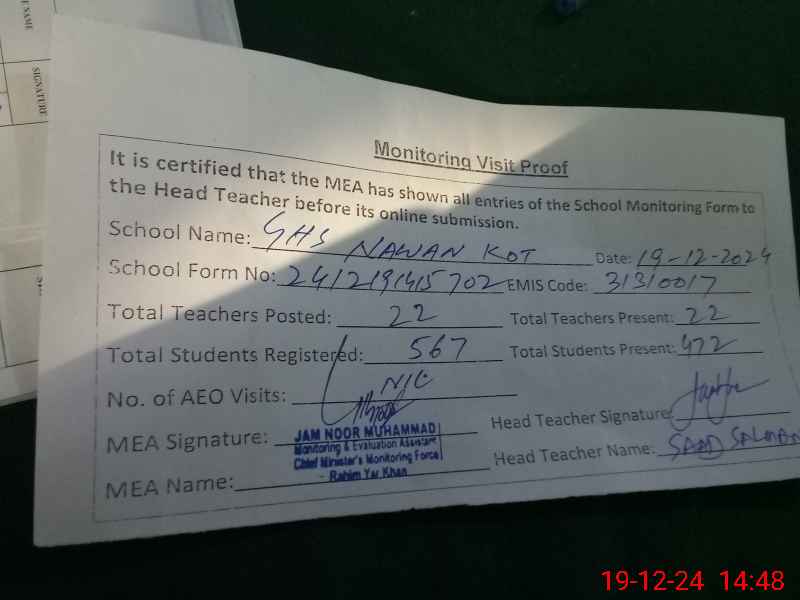 SIGNATURE
Monitoring Visit Proof
It is certified that the MEA has shown all entries of the School Monitoring Form to
the Head Teacher before its online submission.
School Name: GHS NAWAN KOT Date: 19-12-2024
School Form No: EMIS Code: 31310017
Total Teachers Posted: 22 Total Teachers Present: 22
Total Students Registered: 567 Total Students Present: 472
No. of AEO Visits: NIL
MEA Signature: Head Teacher Signature:
JAM NOOR MUHAMMAD
Monitoring & Evaluation Assistant
Chief Minister's Monitoring Force
Rahim Yar Khan
MEA Name: Head Teacher Name: SAAD SALMAN
19-12-24 14:48